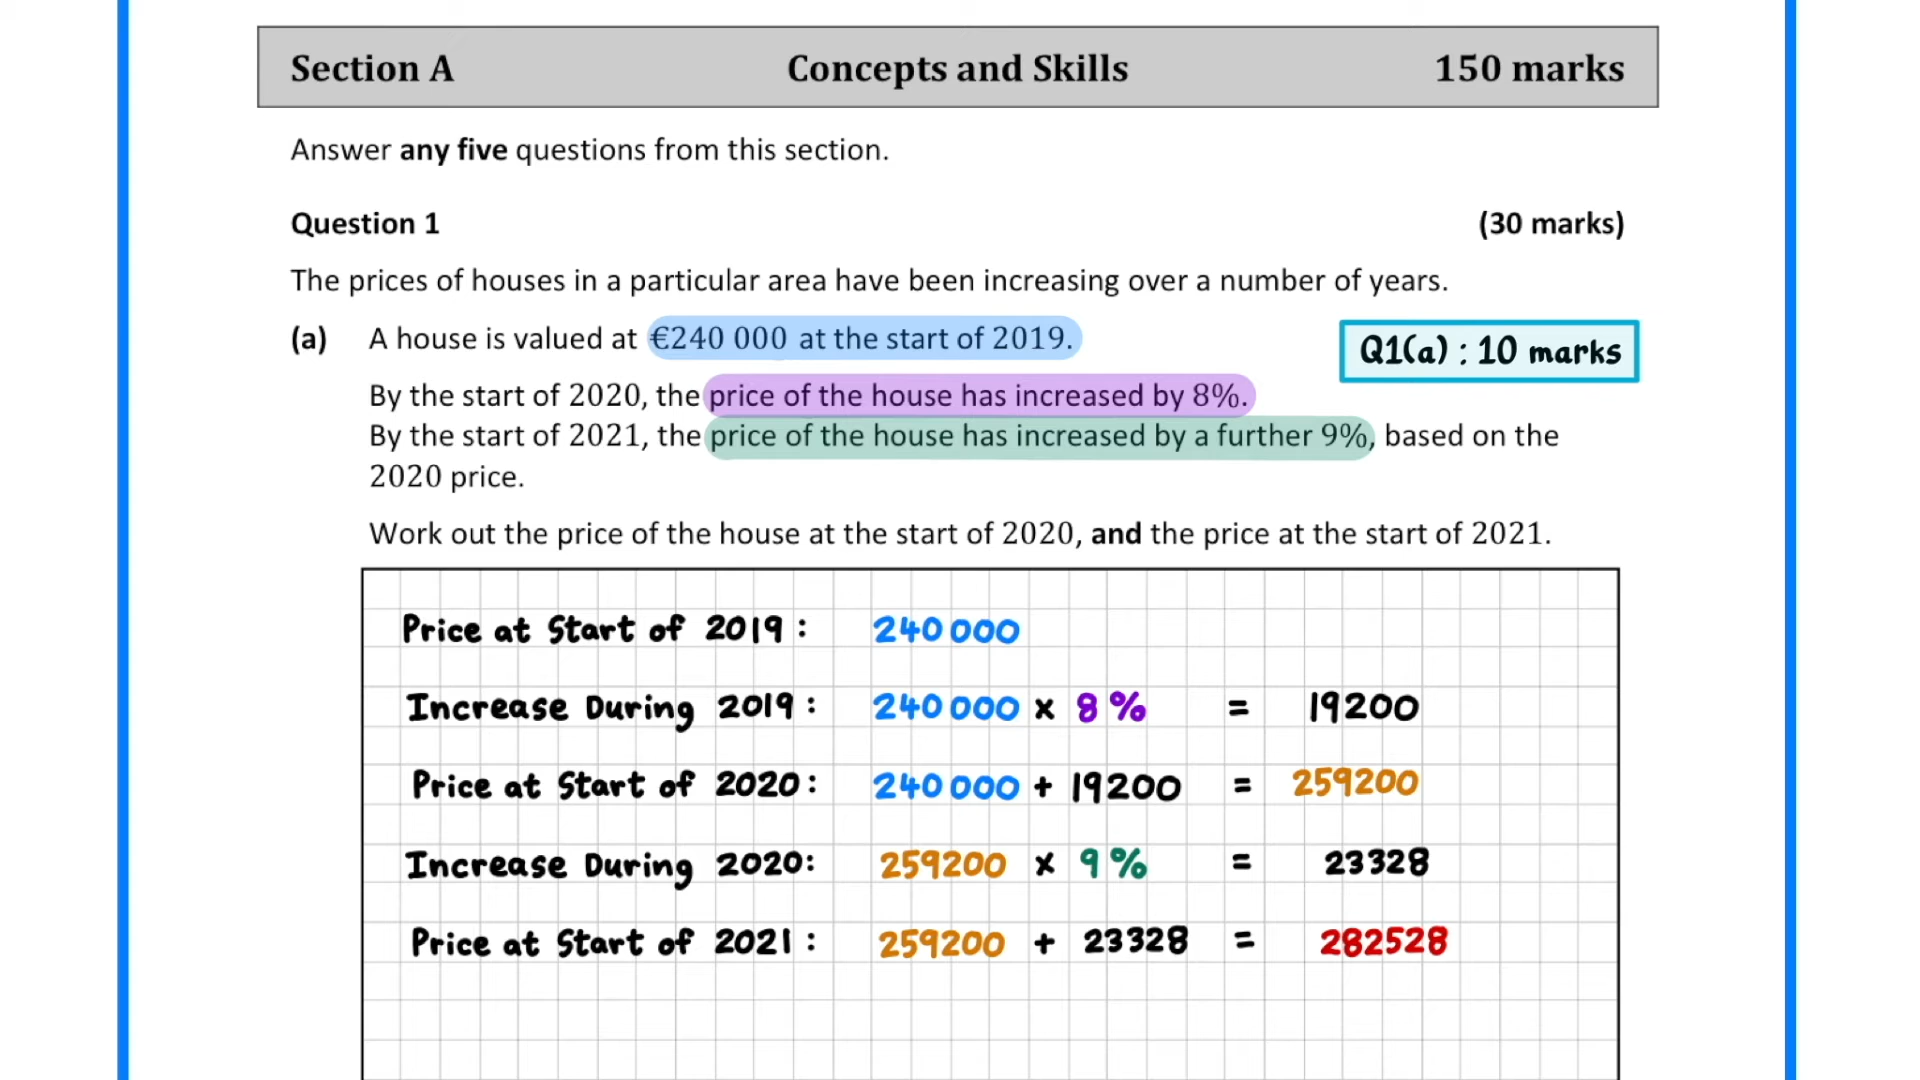 Section A Concepts and Skills 150 marks
Answer any five questions from this section.
Question 1 (30 marks)
The prices of houses in a particular area have been increasing over a number of years.
(a) A house is valued at €240 000 at the start of 2019.
Q1(a) : 10 marks
By the start of 2020, the price of the house has increased by 8%.
By the start of 2021, the price of the house has increased by a further 9%, based on the
2020 price.
Work out the price of the house at the start of 2020, and the price at the start of 2021.
Price at Start of 2019 : 240 000
Increase During 2019 : 240 000 × 8 % = 19200
Price at Start of 2020 : 240 000 + 19200 = 259200
Increase During 2020 : 259200 × 9 % = 23328
Price at Start of 2021 : 259200 + 23328 = 282528